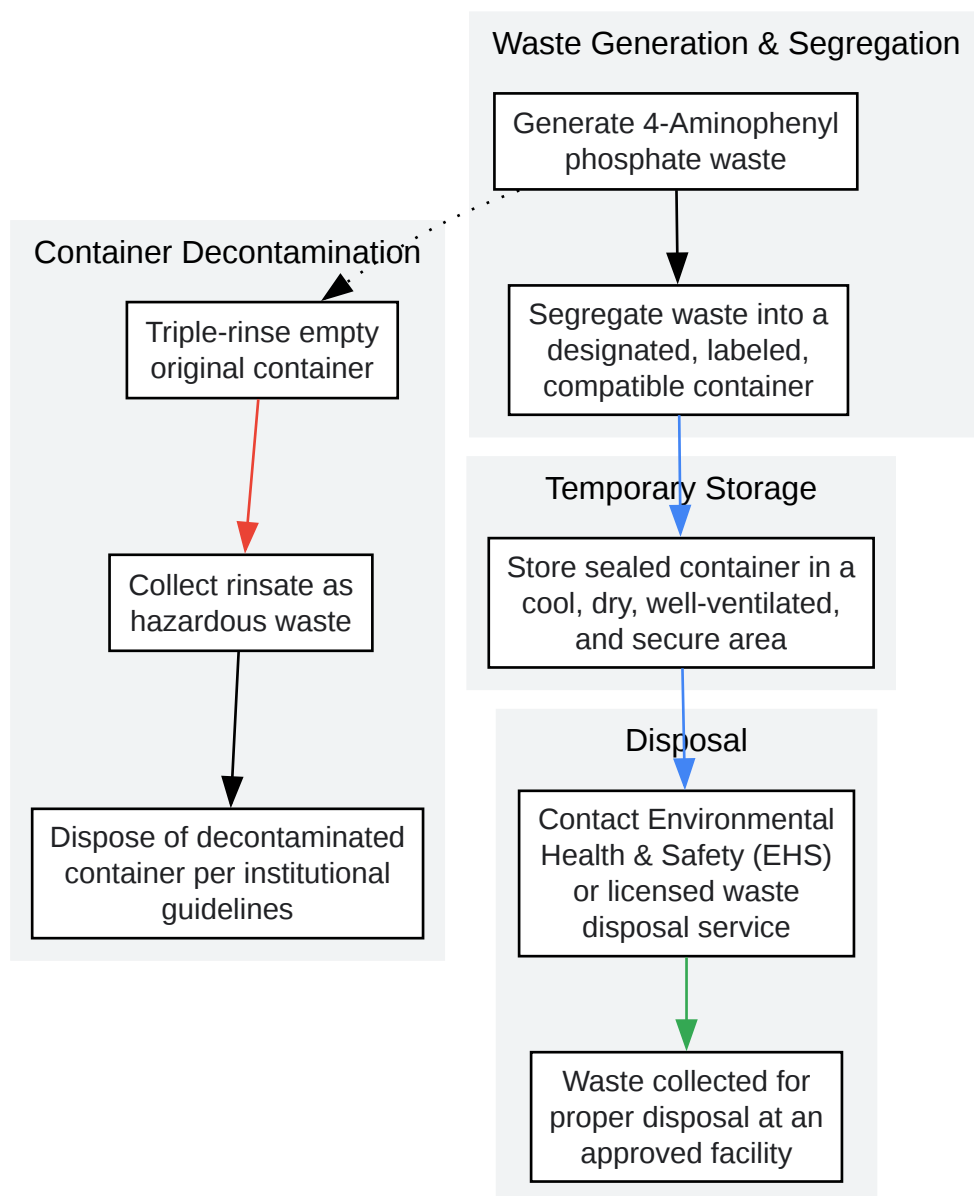 Waste Generation & Segregation
Generate 4-Aminophenyl
phosphate waste
Segregate waste into a
designated, labeled,
compatible container
Container Decontamination
Triple-rinse empty
original container
Collect rinsate as
hazardous waste
Dispose of decontaminated
container per institutional
guidelines
Temporary Storage
Store sealed container in a
cool, dry, well-ventilated,
and secure area
Disposal
Contact Environmental
Health & Safety (EHS)
or licensed waste
disposal service
Waste collected for
proper disposal at an
approved facility